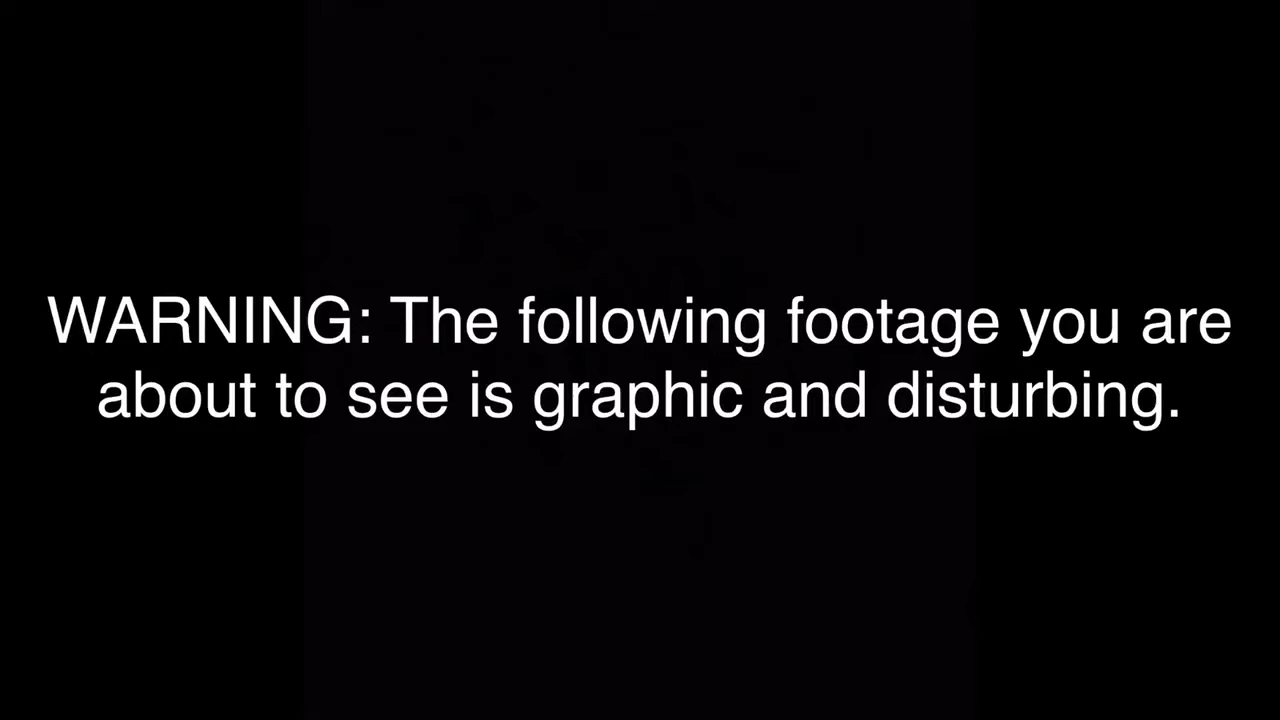 WARNING: The following footage you are
about to see is graphic and disturbing.